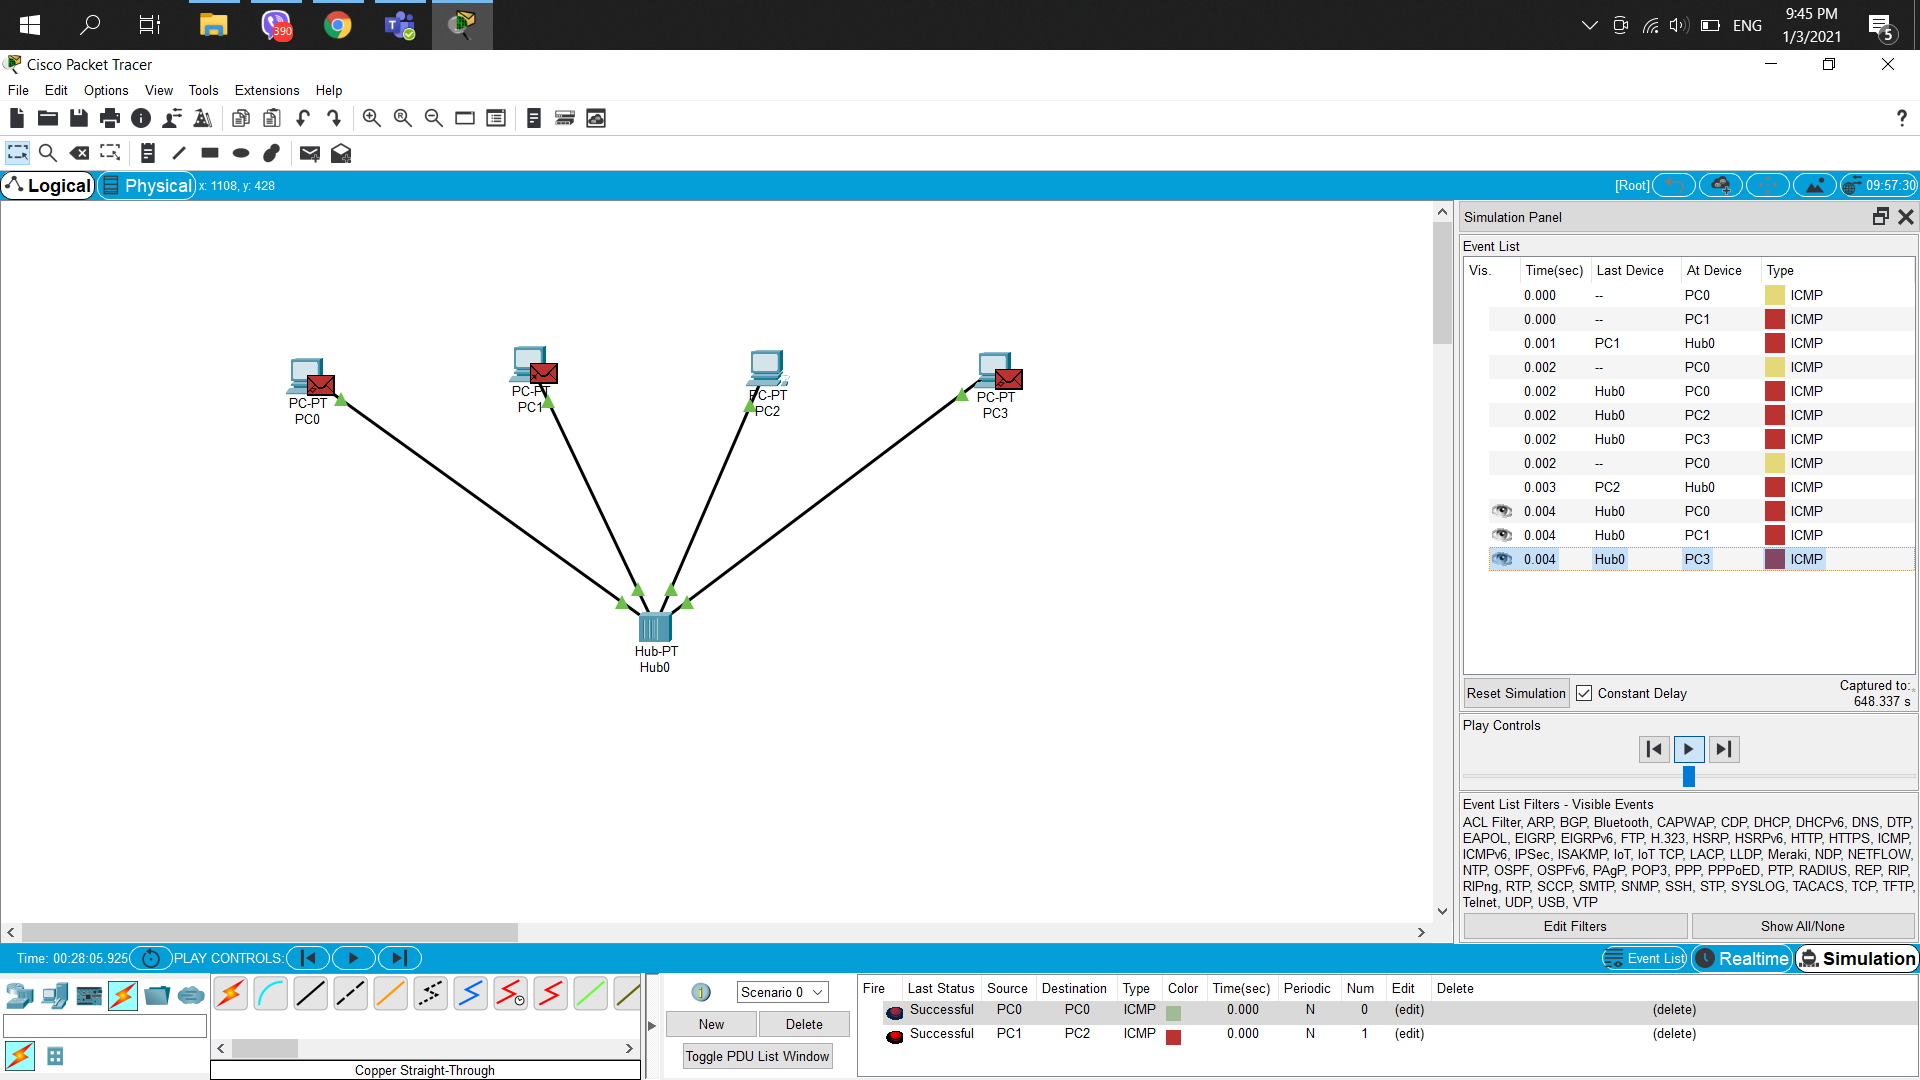 390
ENG
9:45 PM
1/3/2021
5
Cisco Packet Tracer
File Edit Options View Tools Extensions Help
?
Logical Physical x: 1108, y: 428
[Root] 09:57:30
PC-PT
PC0
PC-PT
PC1
PC-PT
PC2
PC-PT
PC3
Hub-PT
Hub0
Simulation Panel
Event List
Vis. Time(sec) Last Device At Device Type
0.000 -- PC0 ICMP
0.000 -- PC1 ICMP
0.001 PC1 Hub0 ICMP
0.002 -- PC0 ICMP
0.002 Hub0 PC0 ICMP
0.002 Hub0 PC2 ICMP
0.002 Hub0 PC3 ICMP
0.002 -- PC0 ICMP
0.003 PC2 Hub0 ICMP
0.004 Hub0 PC0 ICMP
0.004 Hub0 PC1 ICMP
0.004 Hub0 PC3 ICMP
Reset Simulation Constant Delay
Captured to:
648.337 s
Play Controls
Event List Filters - Visible Events
ACL Filter, ARP, BGP, Bluetooth, CAPWAP, CDP, DHCP, DHCPv6, DNS, DTP,
EAPOL, EIGRP, EIGRPv6, FTP, H.323, HSRP, HSRPv6, HTTP, HTTPS, ICMP,
ICMPv6, IPSec, ISAKMP, IoT, IoT TCP, LACP, LLDP, Meraki, NDP, NETFLOW,
NTP, OSPF, OSPFv6, PAgP, POP3, PPP, PPPoED, PTP, RADIUS, REP, RIP,
RIPng, RTP, SCCP, SMTP, SNMP, SSH, STP, SYSLOG, TACACS, TCP, TFTP,
Telnet, UDP, USB, VTP
Edit Filters Show All/None
Time: 00:28:05.925 PLAY CONTROLS:
Event List Realtime Simulation
Copper Straight-Through
Scenario 0
New Delete
Toggle PDU List Window
Fire Last Status Source Destination Type Color Time(sec) Periodic Num Edit Delete
Successful PC0 PC0 ICMP 0.000 N 0 (edit) (delete)
Successful PC1 PC2 ICMP 0.000 N 1 (edit) (delete)